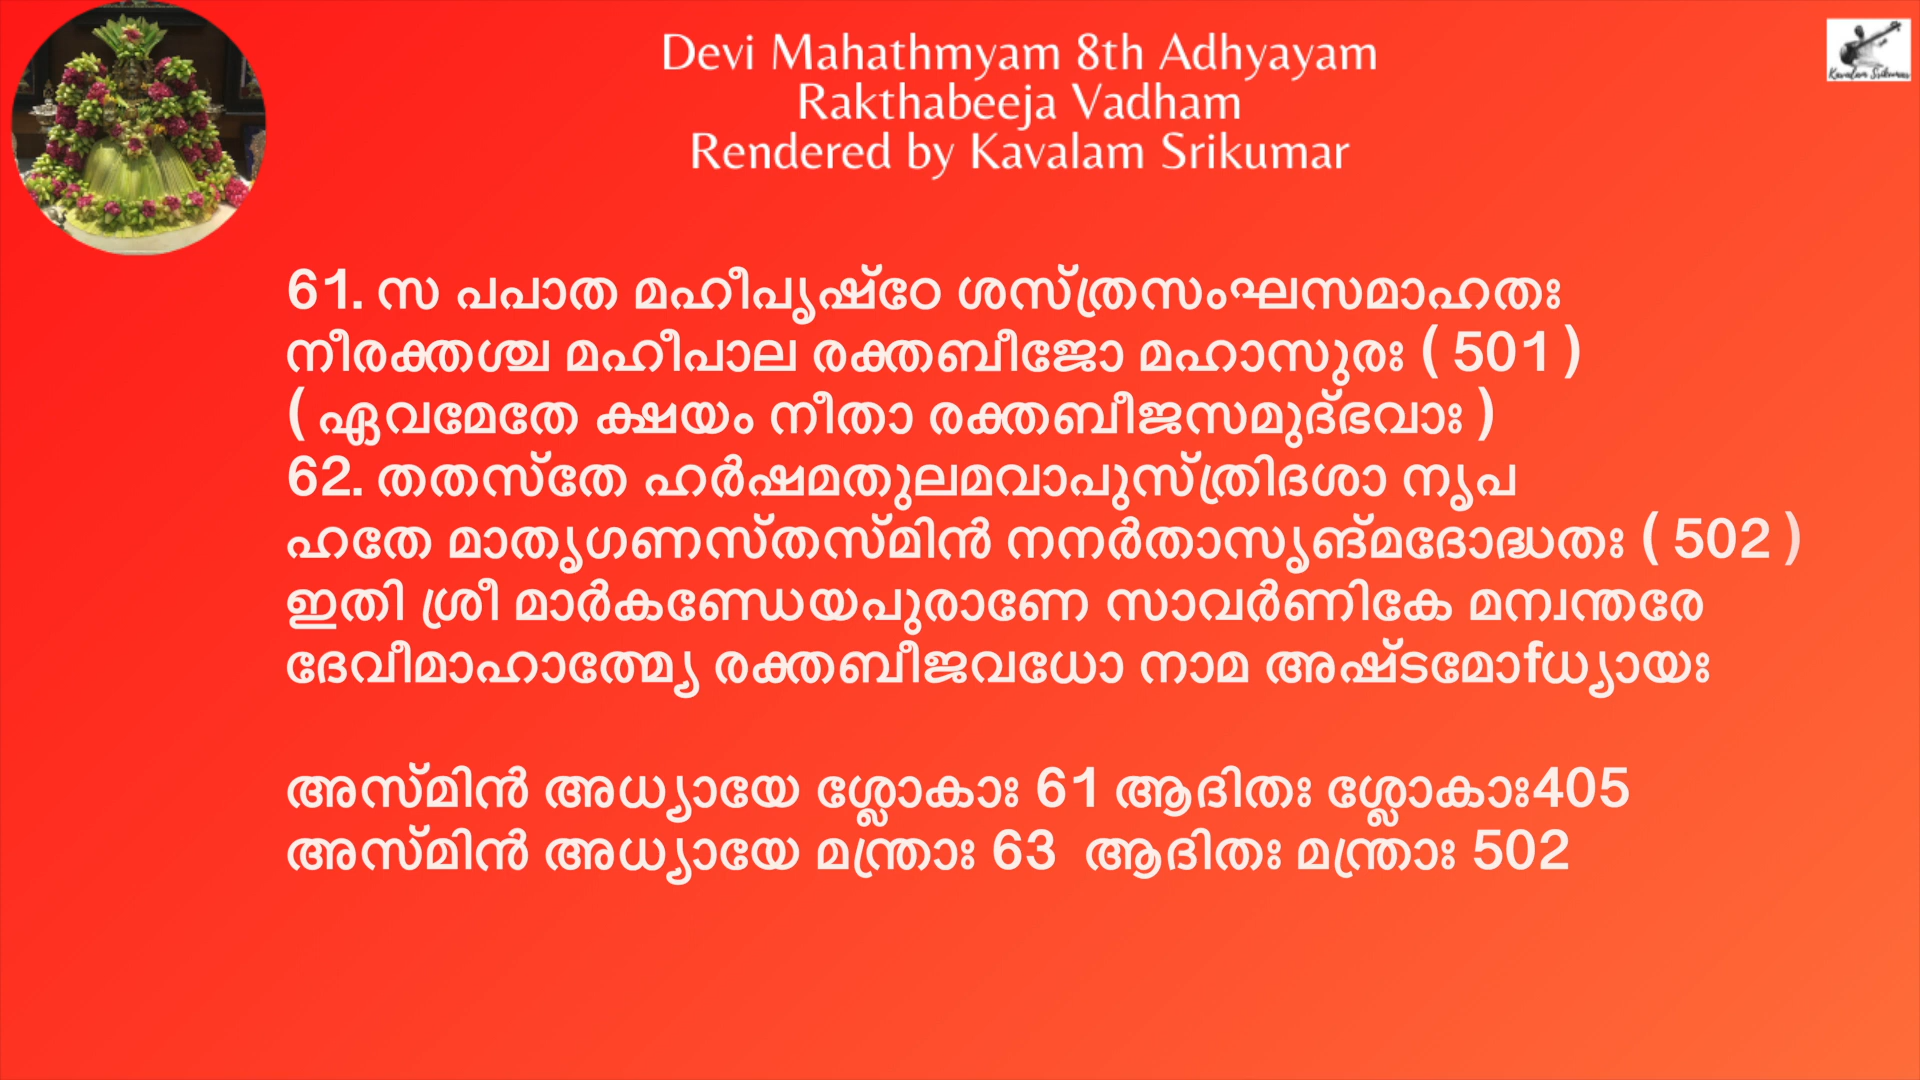 Devi Mahathmyam 8th Adhyayam
Rakthabeeja Vadham
Rendered by Kavalam Srikumar
Kavalam Srikumar
61. സ പപാത മഹീപൃഷ്ഠേ ശസ്ത്രസംഘസമാഹതഃ
നീരക്തശ്ച മഹീപാല രക്തബീജോ മഹാസുരഃ ( 501 )
( ഏവമേതേ ക്ഷയം നീതാ രക്തബീജസമുദ്ഭവാഃ )
62. തതസ്തേ ഹർഷമതുലമവാപുസ്ത്രിദശാ നൃപ
ഹതേ മാതൃഗണസ്തസ്മിൻ നനർതാസൃങ്മദോദ്ധതഃ ( 502 )
ഇതി ശ്രീ മാർകണ്ഡേയപുരാണേ സാവർണികേ മന്വന്തരേ
ദേവീമാഹാത്മ്യേ രക്തബീജവധോ നാമ അഷ്ടമോfധ്യായഃ
അസ്മിൻ അധ്യായേ ശ്ലോകാഃ 61 ആദിതഃ ശ്ലോകാഃ405
അസ്മിൻ അധ്യായേ മന്ത്രാഃ 63 ആദിതഃ മന്ത്രാഃ 502